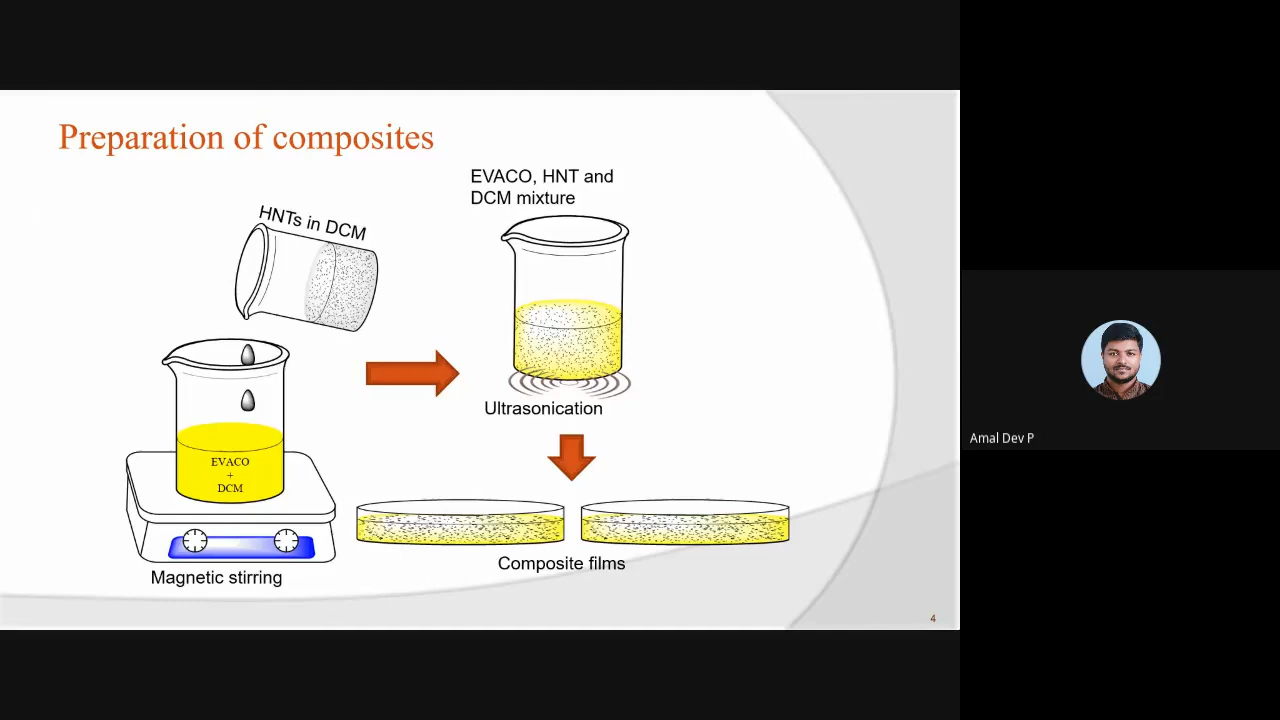 Preparation of composites
EVACO, HNT and
DCM mixture
HNTs in DCM
Ultrasonication
EVACO
+
DCM
Composite films
Magnetic stirring
4
Amal Dev P